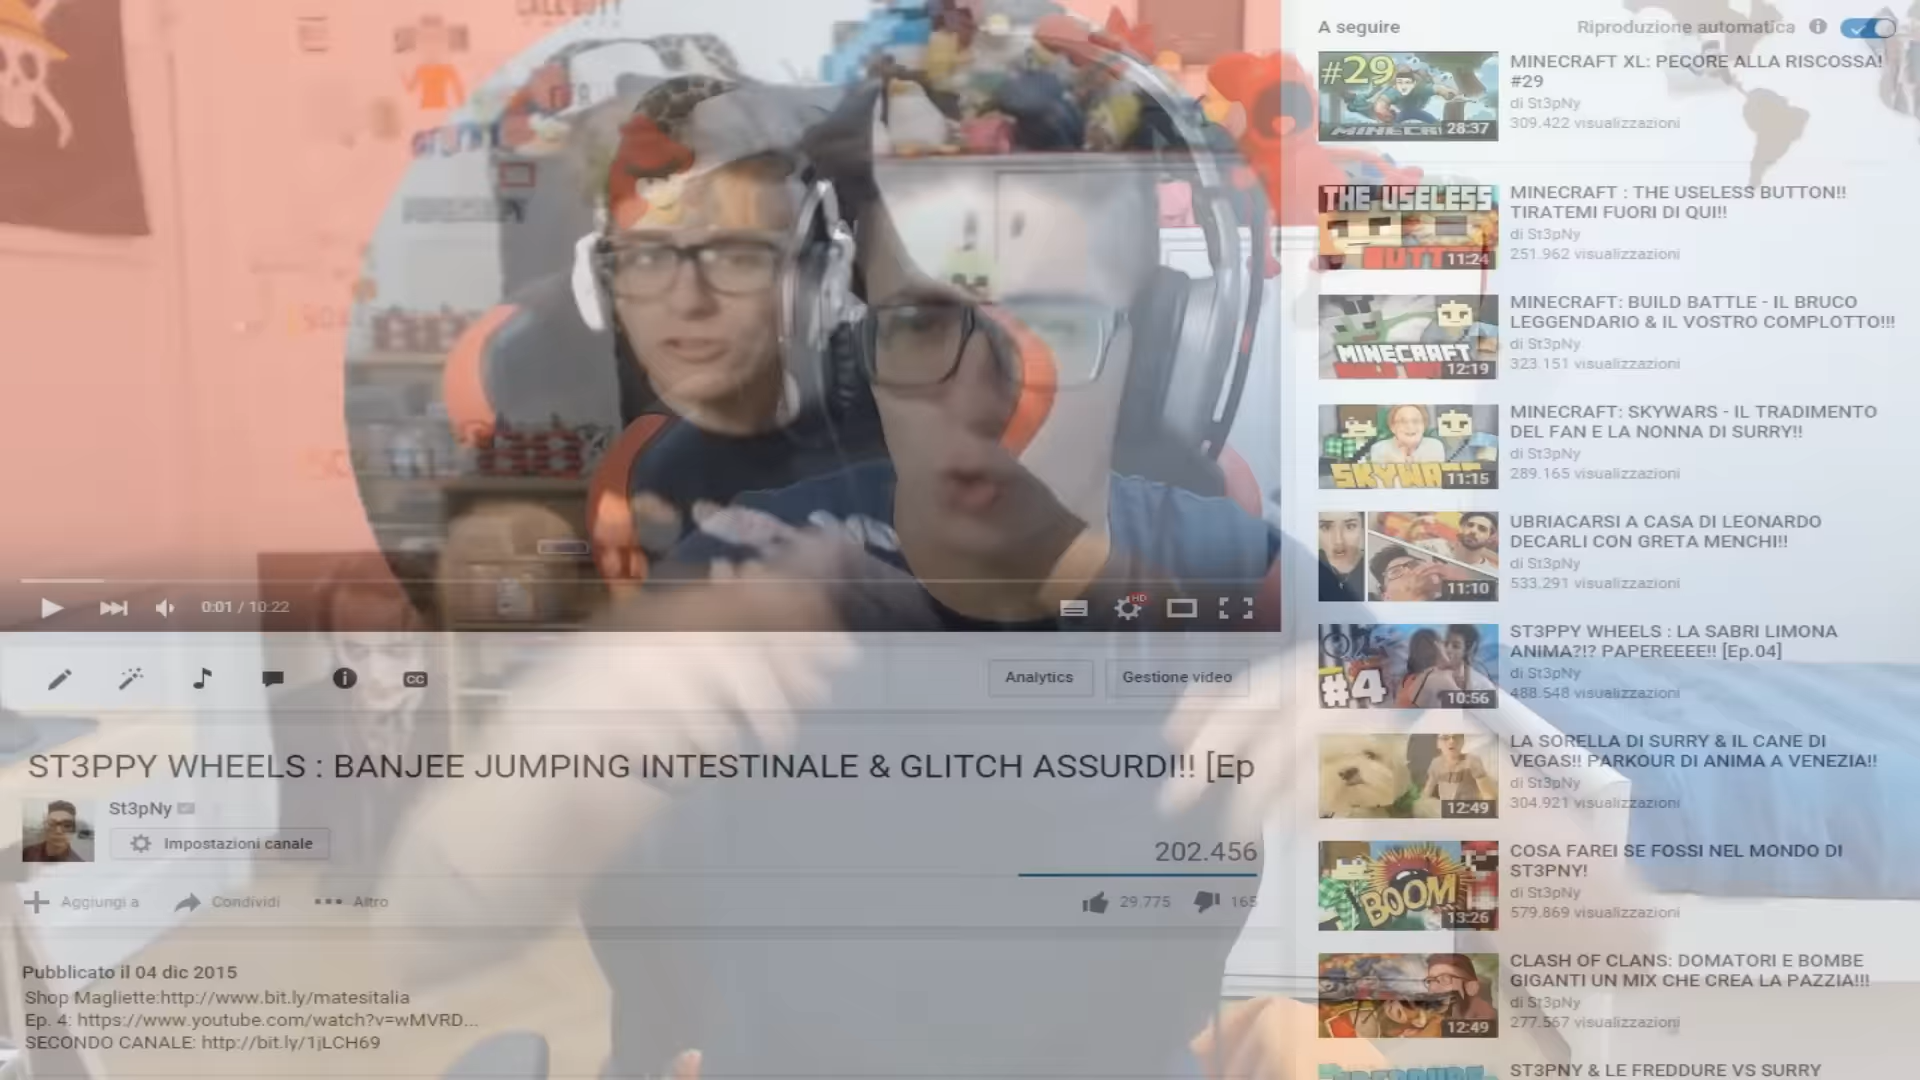 CALL OF DUTY
A seguire
Riproduzione automatica
#29
MINECR
28:37
MINECRAFT XL: PECORE ALLA RISCOSSA!
#29
di St3pNy
309.422 visualizzazioni
THE USELESS
BUTT
11:24
MINECRAFT : THE USELESS BUTTON!!
TIRATEMI FUORI DI QUI!!
di St3pNy
251.962 visualizzazioni
MINECRAFT
12:19
MINECRAFT: BUILD BATTLE - IL BRUCO
LEGGENDARIO & IL VOSTRO COMPLOTTO!!!
di St3pNy
323.151 visualizzazioni
SKYWA
11:15
MINECRAFT: SKYWARS - IL TRADIMENTO
DEL FAN E LA NONNA DI SURRY!!
di St3pNy
289.165 visualizzazioni
11:10
UBRIACARSI A CASA DI LEONARDO
DECARLI CON GRETA MENCHI!!
di St3pNy
533.291 visualizzazioni
#4
10:56
ST3PPY WHEELS : LA SABRI LIMONA
ANIMA?!? PAPEREEEE!! [Ep.04]
di St3pNy
488.548 visualizzazioni
12:49
LA SORELLA DI SURRY & IL CANE DI
VEGAS!! PARKOUR DI ANIMA A VENEZIA!!
di St3pNy
304.921 visualizzazioni
BOOM
13:26
COSA FAREI SE FOSSI NEL MONDO DI
ST3PNY!
di St3pNy
579.869 visualizzazioni
12:49
CLASH OF CLANS: DOMATORI E BOMBE
GIGANTI UN MIX CHE CREA LA PAZZIA!!!
di St3pNy
277.567 visualizzazioni
ST3PNY & LE FREDDURE VS SURRY
0:01 / 10:22
HD
CC
Analytics
Gestione video
ST3PPY WHEELS : BANJEE JUMPING INTESTINALE & GLITCH ASSURDI!! [Ep
St3pNy
Impostazioni canale
202.456
Aggiungi a
Condividi
Altro
29.775
165
Pubblicato il 04 dic 2015
Shop Magliette:http://www.bit.ly/matesitalia
Ep. 4: https://www.youtube.com/watch?v=wMVRD...
SECONDO CANALE: http://bit.ly/1jLCH69